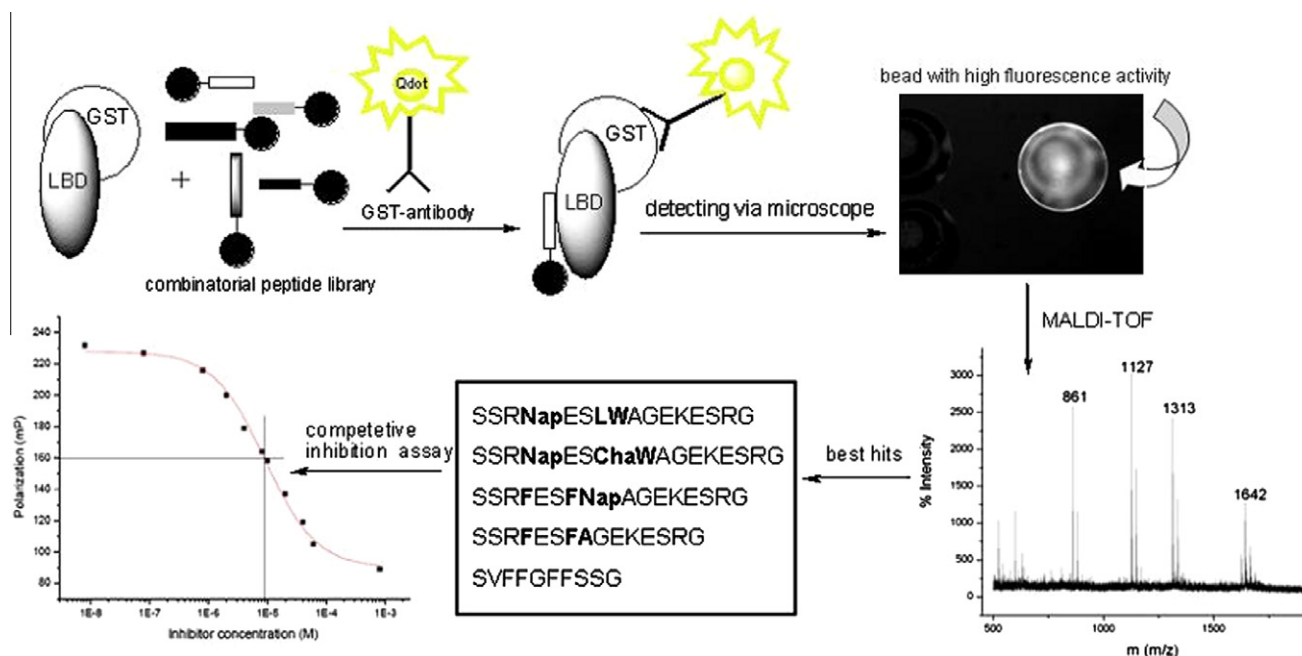 GST
LBD
+
combinatorial peptide library
Qdot
GST-antibody
GST
LBD
detecting via microscope
bead with high fluorescence activity
MALDI-TOF
% Intensity
3000
2500
2000
1500
1000
500
0
861
1127
1313
1642
500
1000
1500
m (m/z)
best hits
SSRNapESLWAGEKESRG
SSRNapESChaWAGEKESRG
SSRFESFNapAGEKESRG
SSRFESFAGEKESRG
SVFFGFFSSG
competetive
inhibition assay
Polarization (mP)
240
220
200
180
160
140
120
100
80
1E-8
1E-7
1E-6
1E-5
1E-4
1E-3
Inhibitor concentration (M)